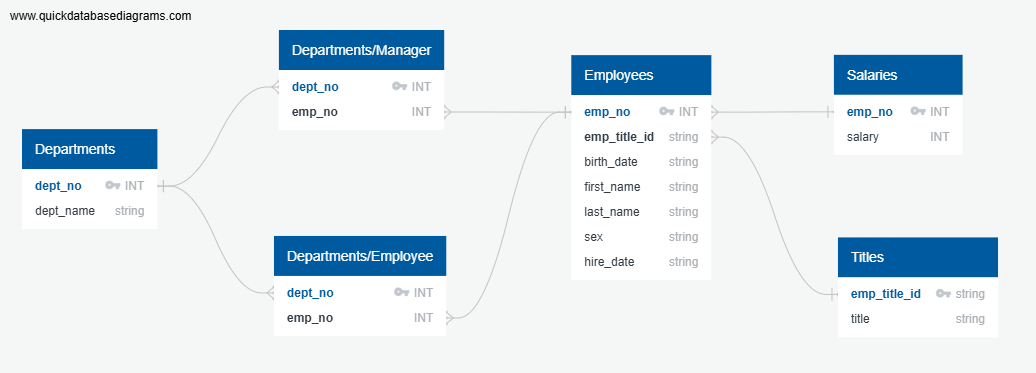 www.quickdatabasediagrams.com
Departments/Manager
dept_no INT
emp_no INT
Employees
emp_no INT
emp_title_id string
birth_date string
first_name string
last_name string
sex string
hire_date string
Salaries
emp_no INT
salary INT
Departments
dept_no INT
dept_name string
Departments/Employee
dept_no INT
emp_no INT
Titles
emp_title_id string
title string